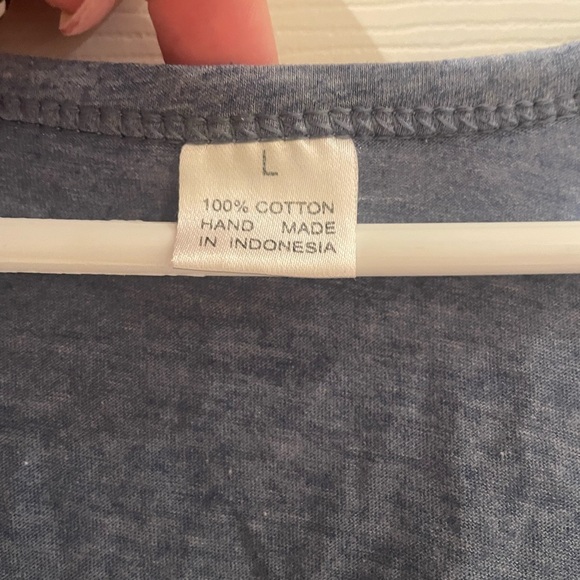 L
100% COTTON
HAND MADE
IN INDONESIA